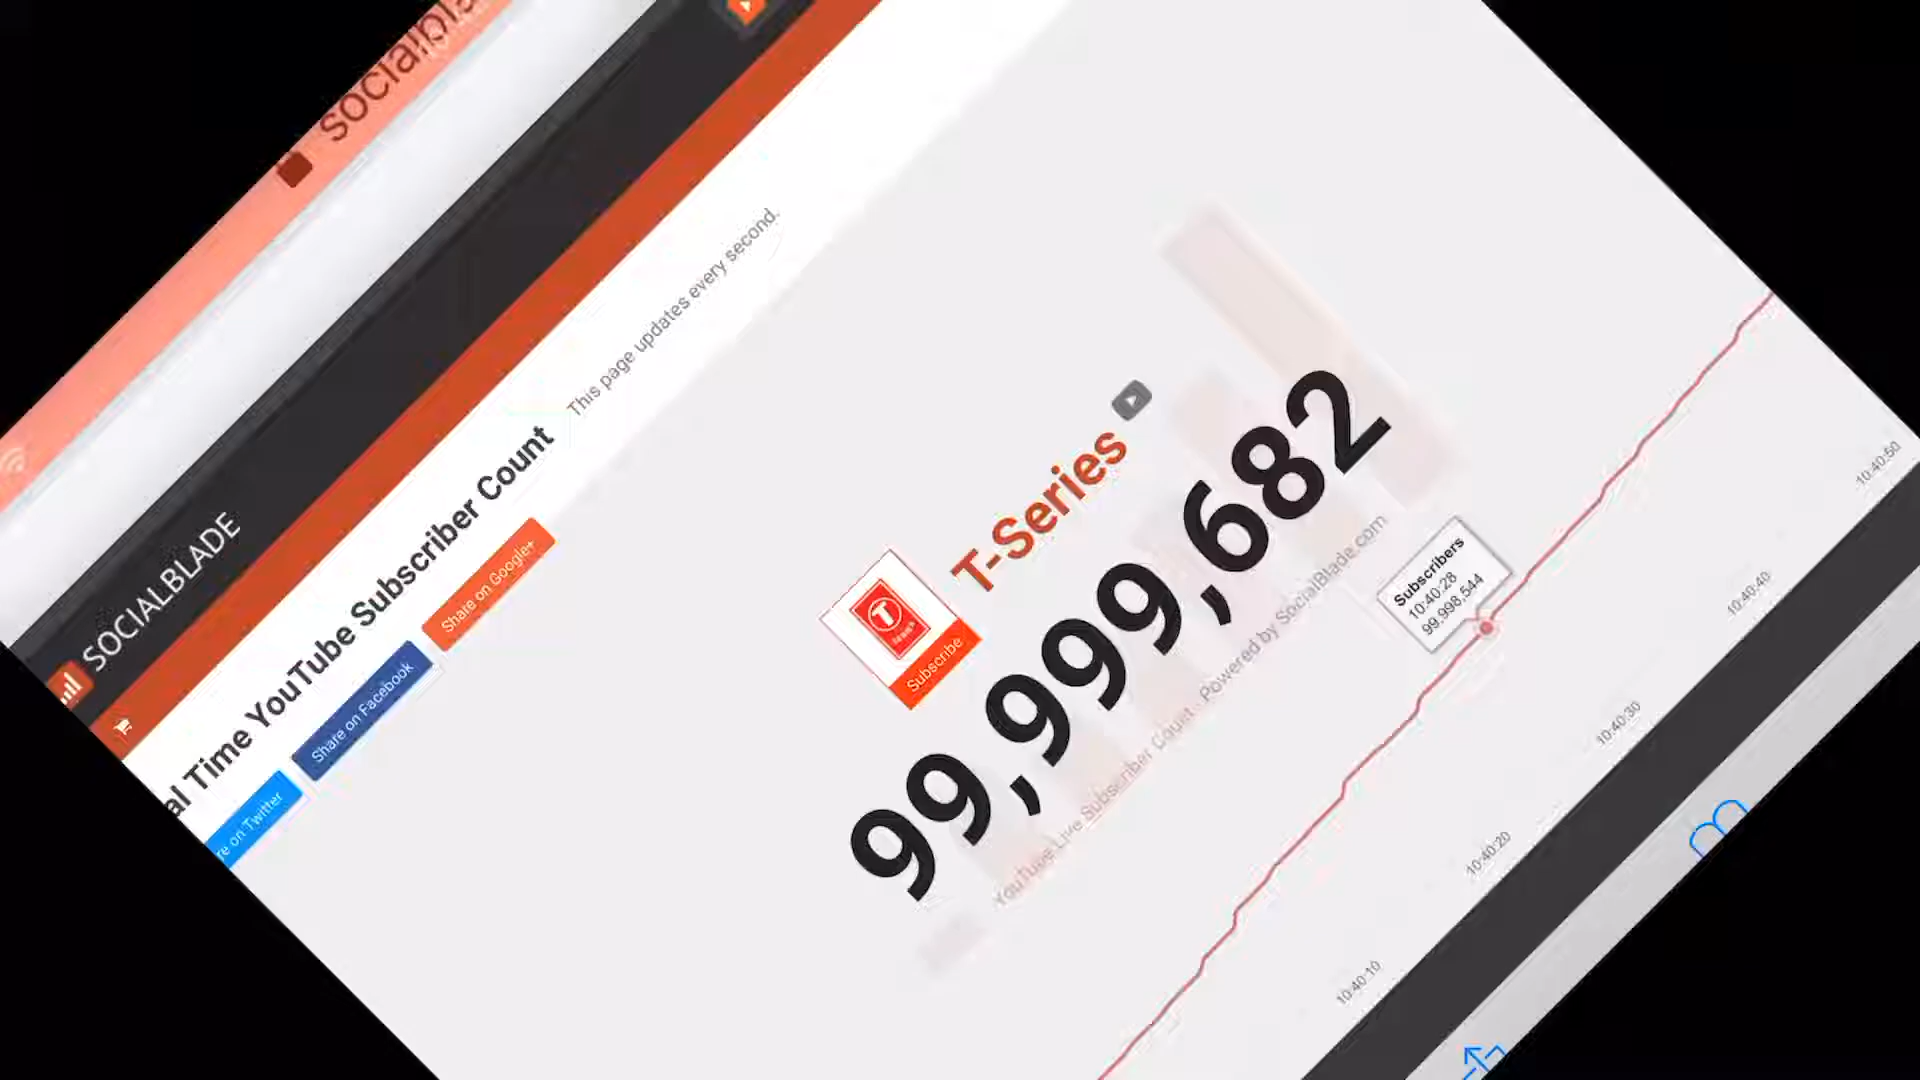 socialbla
SOCIALBLADE
al Time YouTube Subscriber Count
This page updates every second.
re on Twitter
Share on Facebook
Share on Google+
T-Series
Subscribe
99,999,682
YouTube Live Subscriber Count - Powered by SocialBlade.com
Subscribers
10:40:28
99,998,544
10:40:10
10:40:20
10:40:30
10:40:40
10:40:50